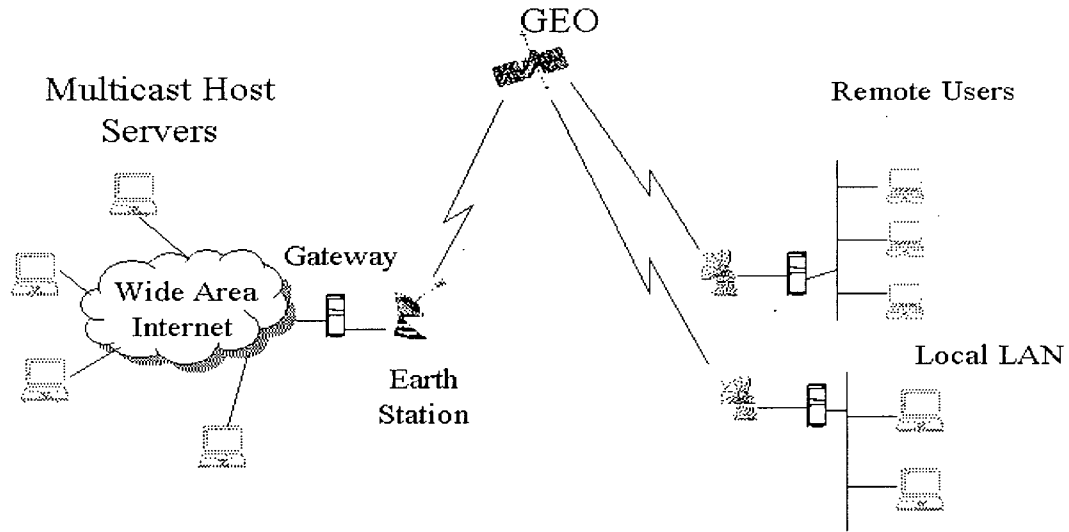 GEO
Multicast Host
Servers
Remote Users
Gateway
Wide Area
Internet
Earth
Station
Local LAN